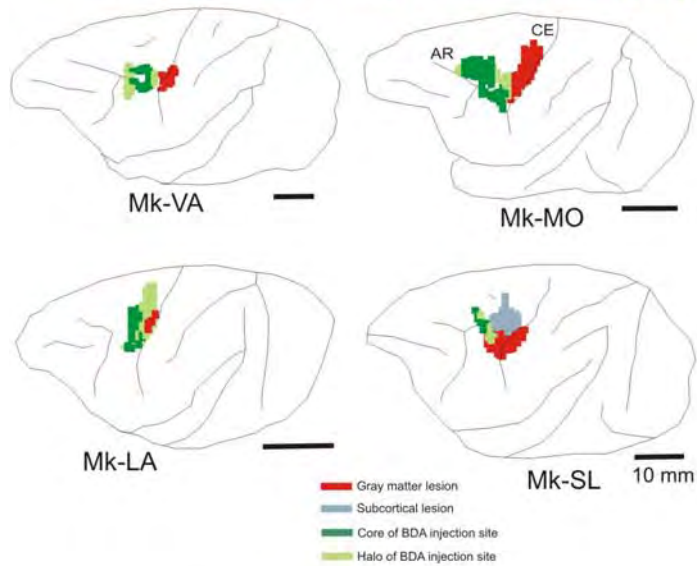 AR
CE
Mk-VA
Mk-MO
Mk-LA
Mk-SL
10 mm
Gray matter lesion
Subcortical lesion
Core of BDA injection site
Halo of BDA injection site